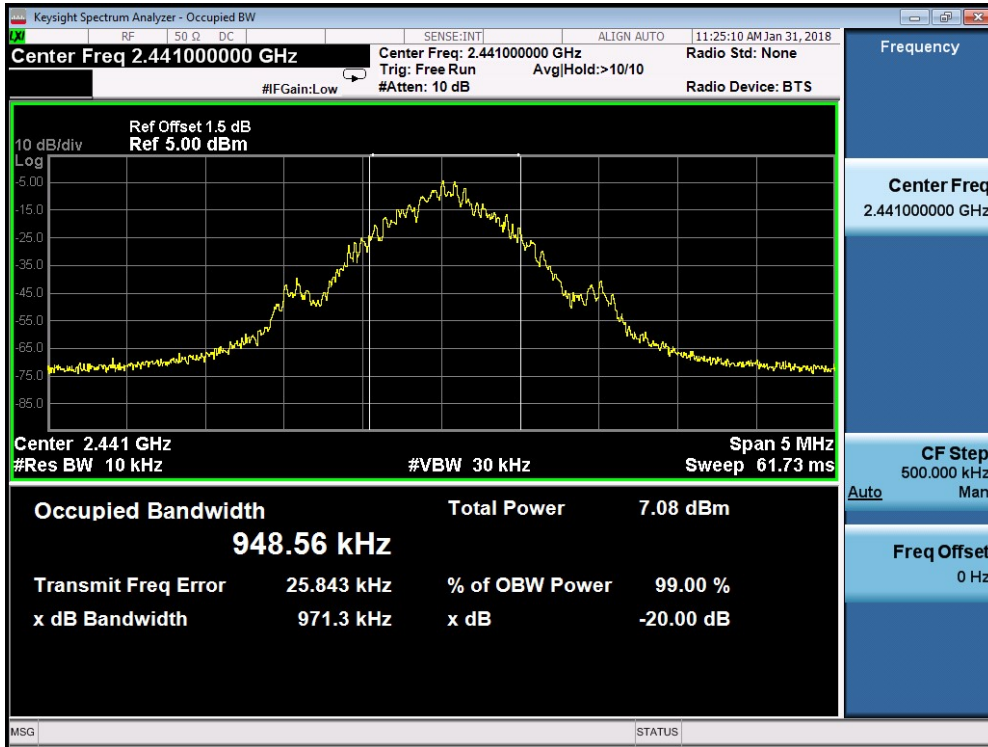 Keysight Spectrum Analyzer - Occupied BW
LXI RF 50 Ω DC SENSE:INT ALIGN AUTO 11:25:10 AM Jan 31, 2018
Center Freq 2.441000000 GHz
Center Freq: 2.441000000 GHz
Radio Std: None
Trig: Free Run Avg|Hold:>10/10
#IFGain:Low
#Atten: 10 dB
Radio Device: BTS
Ref Offset 1.5 dB
10 dB/div Ref 5.00 dBm
Log
-5.00
-15.0
-25.0
-35.0
-45.0
-55.0
-65.0
-75.0
-85.0
Center 2.441 GHz Span 5 MHz
#Res BW 10 kHz #VBW 30 kHz Sweep 61.73 ms
Occupied Bandwidth Total Power 7.08 dBm
948.56 kHz
Transmit Freq Error 25.843 kHz % of OBW Power 99.00 %
x dB Bandwidth 971.3 kHz x dB -20.00 dB
Frequency
Center Freq
2.441000000 GHz
CF Step
500.000 kHz
Auto Man
Freq Offset
0 Hz
MSG STATUS